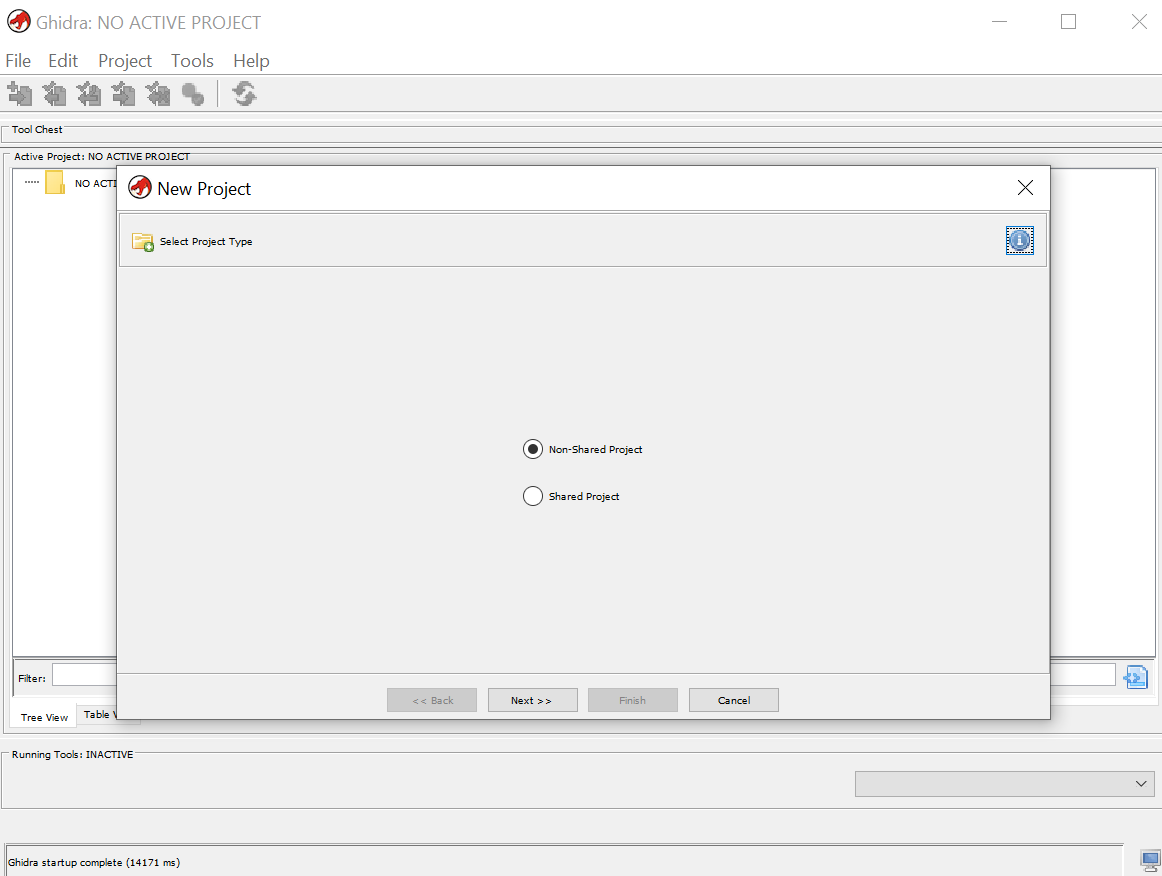 Ghidra: NO ACTIVE PROJECT
File Edit Project Tools Help
Tool Chest
Active Project: NO ACTIVE PROJECT
NO ACTI
New Project
Select Project Type
Non-Shared Project
Shared Project
Filter:
<< Back Next >> Finish Cancel
Tree View Table V
Running Tools: INACTIVE
Ghidra startup complete (14171 ms)